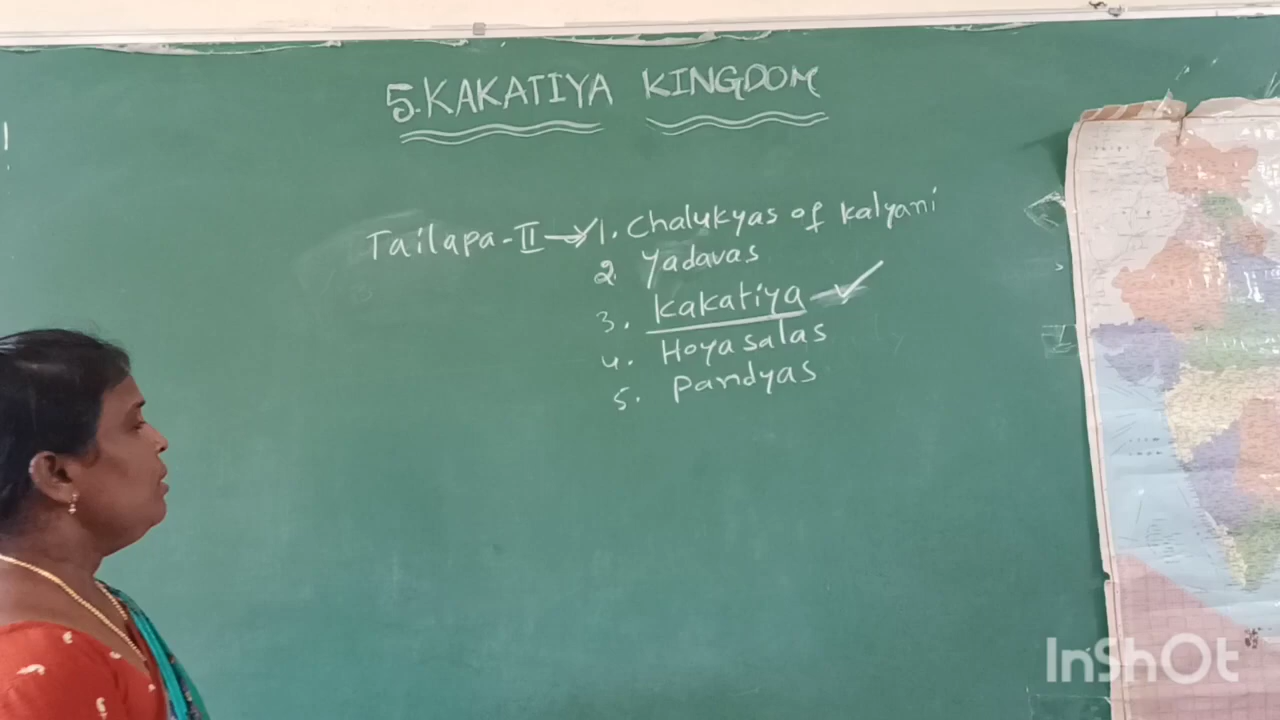 5.KAKATIYA KINGDOM
Tailapa-II → 1. Chalukyas of Kalyani
2. Yadavas
3. Kakatiya - ✓
4. Hoyasalas
5. Pandyas
InShOt